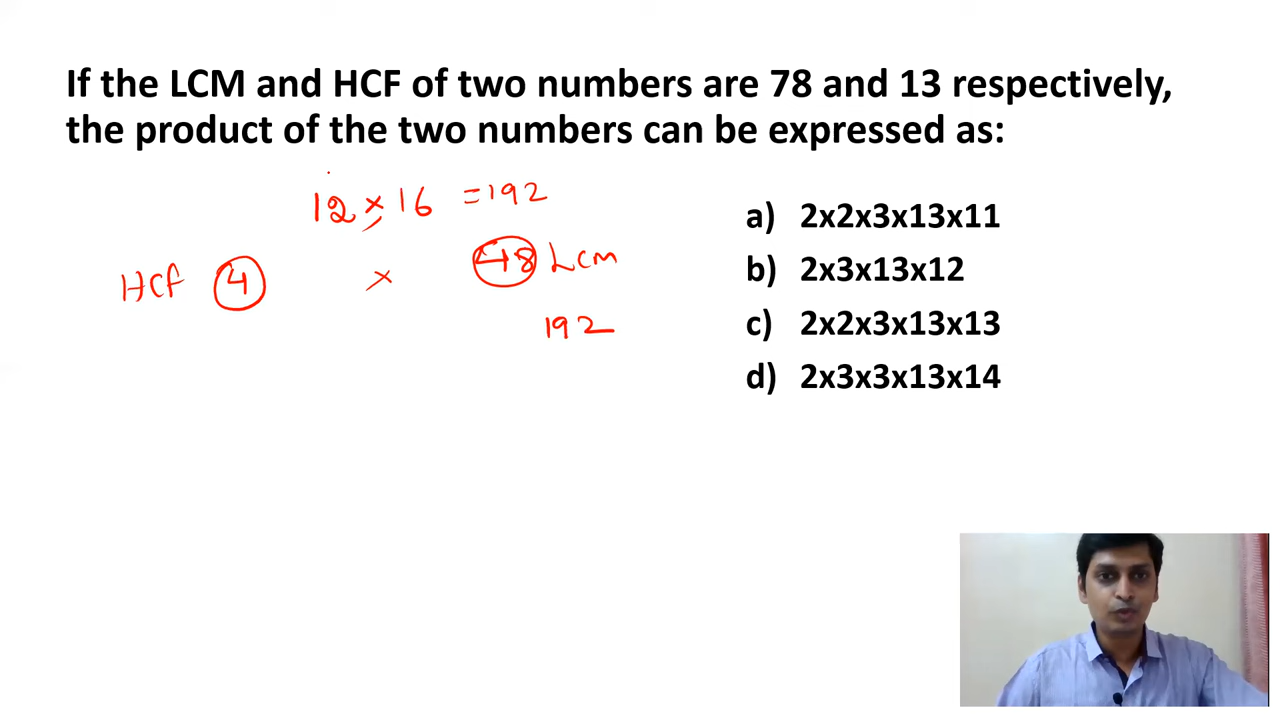 If the LCM and HCF of two numbers are 78 and 13 respectively,
the product of the two numbers can be expressed as:
12 x 16 = 192
HCF 4 x 48 Lcm
192
a) 2x2x3x13x11
b) 2x3x13x12
c) 2x2x3x13x13
d) 2x3x3x13x14